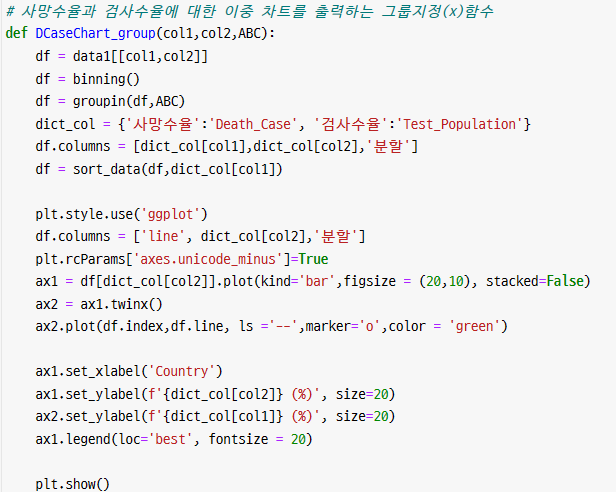 # 사망수율과 검사수율에 대한 이중 차트를 출력하는 그룹지정(x)함수
def DCaseChart_group(col1,col2,ABC):
    df = data1[[col1,col2]]
    df = binning()
    df = groupin(df,ABC)
    dict_col = {'사망수율':'Death_Case', '검사수율':'Test_Population'}
    df.columns = [dict_col[col1],dict_col[col2],'분할']
    df = sort_data(df,dict_col[col1])

    plt.style.use('ggplot')
    df.columns = ['line', dict_col[col2],'분할']
    plt.rcParams['axes.unicode_minus']=True
    ax1 = df[dict_col[col2]].plot(kind='bar',figsize = (20,10), stacked=False)
    ax2 = ax1.twinx()
    ax2.plot(df.index,df.line, ls ='--',marker='o',color = 'green')

    ax1.set_xlabel('Country')
    ax1.set_ylabel(f'{dict_col[col2]} (%)', size=20)
    ax2.set_ylabel(f'{dict_col[col1]} (%)', size=20)
    ax1.legend(loc='best', fontsize = 20)

    plt.show()